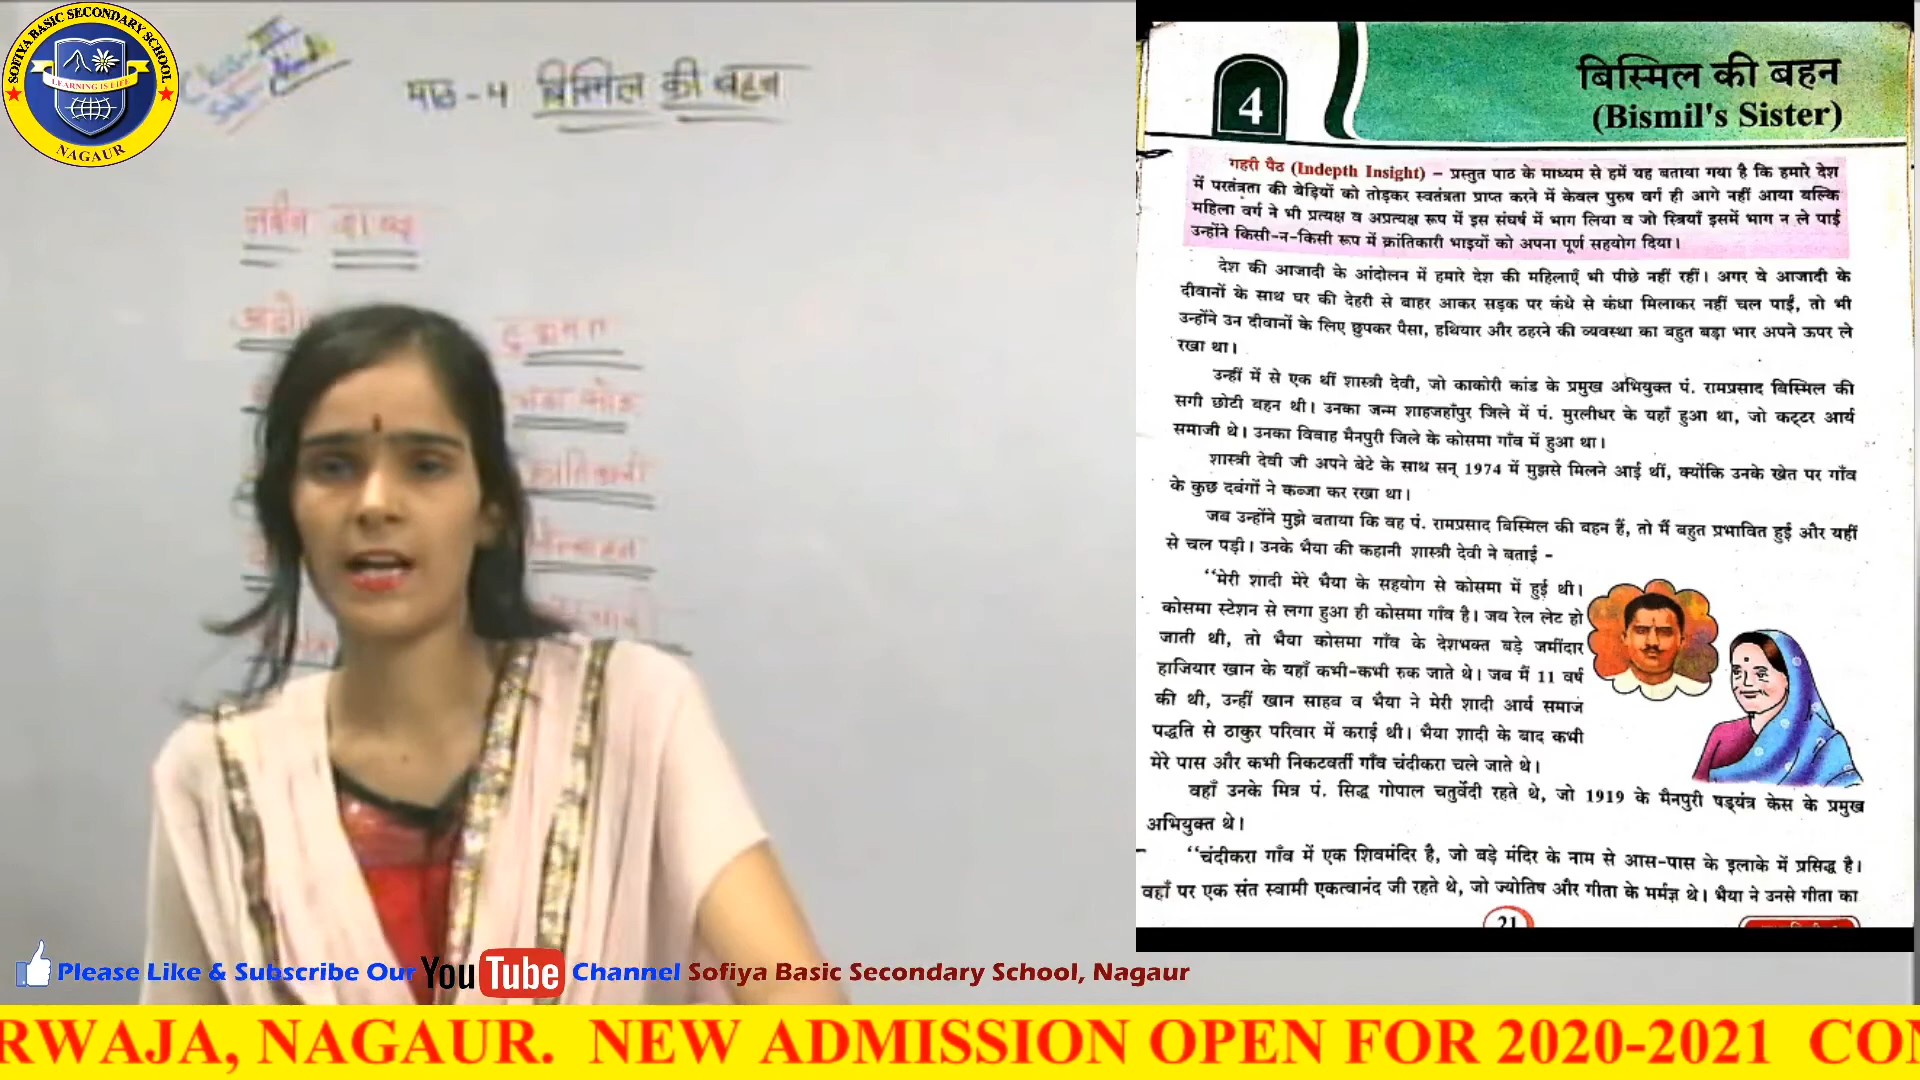 SOFIYA BASIC SECONDARY SCHOOL
LEARNING IS LIFE
NAGAUR
पाठ - ५ बिस्मिल की बहन
नवीन
4
बिस्मिल की बहन
(Bismil's Sister)
गहरी पैठ (Indepth Insight) – प्रस्तुत पाठ के माध्यम से हमें यह बताया गया है कि हमारे देश
में परतंत्रता की बेड़ियों को तोड़कर स्वतंत्रता प्राप्त करने में केवल पुरुष वर्ग ही आगे नहीं आया बल्कि
महिला वर्ग ने भी प्रत्यक्ष व अप्रत्यक्ष रूप में इस संघर्ष में भाग लिया व जो स्त्रियाँ इसमें भाग न ले पाई
उन्होंने किसी-न-किसी रूप में क्रांतिकारी भाइयों को अपना पूर्ण सहयोग दिया।
देश की आजादी के आंदोलन में हमारे देश की महिलाएँ भी पीछे नहीं रहीं। अगर वे आजादी के
दीवानों के साथ घर की देहरी से बाहर आकर सड़क पर कंधे से कंधा मिलाकर नहीं चल पाईं, तो भी
उन्होंने उन दीवानों के लिए छुपकर पैसा, हथियार और ठहरने की व्यवस्था का बहुत बड़ा भार अपने ऊपर ले
रखा था।
उन्हीं में से एक थीं शास्त्री देवी, जो काकोरी कांड के प्रमुख अभियुक्त पं. रामप्रसाद बिस्मिल की
सगी छोटी बहन थी। उनका जन्म शाहजहाँपुर जिले में पं. मुरलीधर के यहाँ हुआ था, जो कट्टर आर्य
समाजी थे। उनका विवाह मैनपुरी जिले के कोसमा गाँव में हुआ था।
शास्त्री देवी जी अपने बेटे के साथ सन् 1974 में मुझसे मिलने आई थीं, क्योंकि उनके खेत पर गाँव
के कुछ दबंगों ने कब्जा कर रखा था।
जब उन्होंने मुझे बताया कि वह पं. रामप्रसाद बिस्मिल की बहन हैं, तो मैं बहुत प्रभावित हुई और यहीं
से चल पड़ी। उनके भैया की कहानी शास्त्री देवी ने बताई -
“मेरी शादी मेरे भैया के सहयोग से कोसमा में हुई थी।
कोसमा स्टेशन से लगा हुआ ही कोसमा गाँव है। जब रेल लेट हो
जाती थी, तो भैया कोसमा गाँव के देशभक्त बड़े जमींदार
हाजियार खान के यहाँ कभी-कभी रुक जाते थे। जब मैं 11 वर्ष
की थी, उन्हीं खान साहब व भैया ने मेरी शादी आर्य समाज
पद्धति से ठाकुर परिवार में कराई थी। भैया शादी के बाद कभी
मेरे पास और कभी निकटवर्ती गाँव चंदीकरा चले जाते थे।
वहाँ उनके मित्र पं. सिद्ध गोपाल चतुर्वेदी रहते थे, जो 1919 के मैनपुरी षड्यंत्र केस के प्रमुख
अभियुक्त थे।
“चंदीकरा गाँव में एक शिवमंदिर है, जो बड़े मंदिर के नाम से आस-पास के इलाके में प्रसिद्ध है।
वहाँ पर एक संत स्वामी एकत्वानंद जी रहते थे, जो ज्योतिष और गीता के मर्मज्ञ थे। भैया ने उनसे गीता का
21
Please Like & Subscribe Our YouTube Channel Sofiya Basic Secondary School, Nagaur
RWAJA, NAGAUR. NEW ADMISSION OPEN FOR 2020-2021 CON